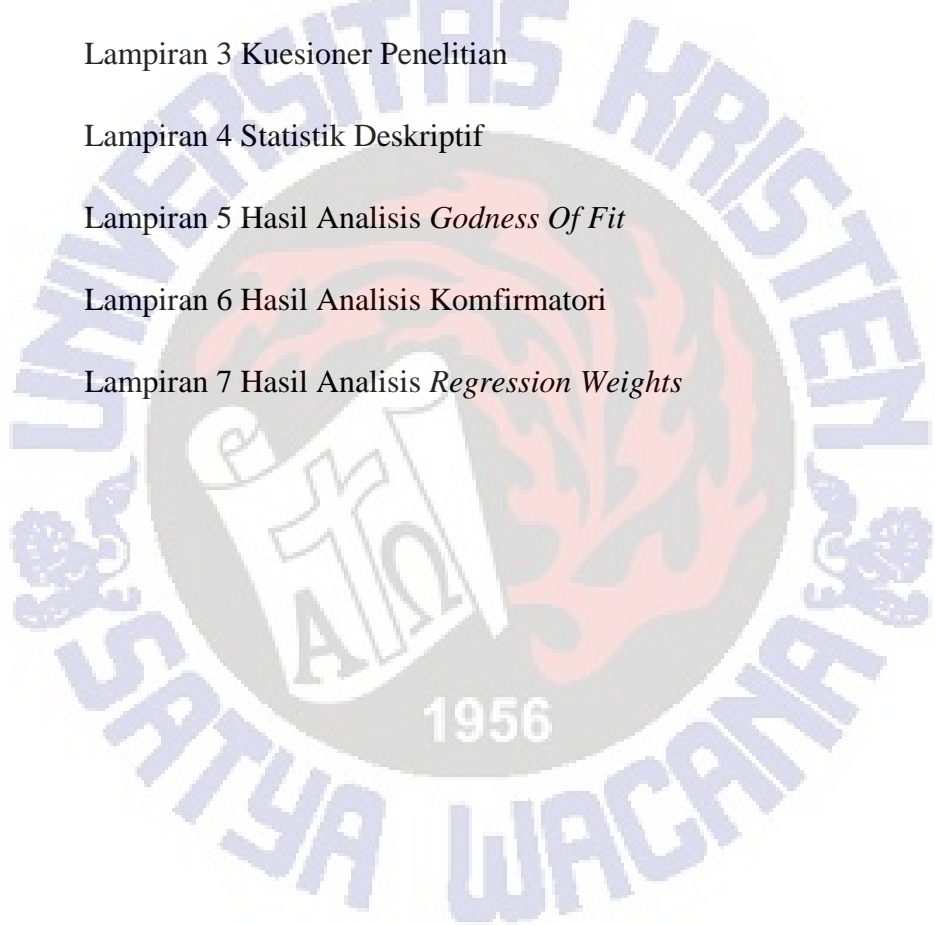 Lampiran 3 Kuesioner Penelitian
Lampiran 4 Statistik Deskriptif
Lampiran 5 Hasil Analisis Godness Of Fit
Lampiran 6 Hasil Analisis Komfirmatori
Lampiran 7 Hasil Analisis Regression Weights
UNIVERSITAS KRISTEN
Α Ω
1956
SATYA WACANA